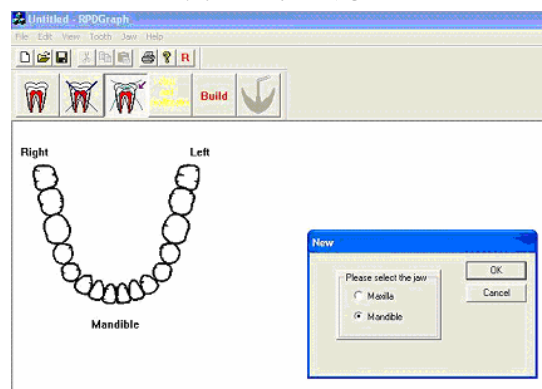 Untitled - RPDGraph
File Edit View Tooth Jaw Help
R
Build
Right Left
Mandible
New
Please select the jaw
Maxilla
Mandible
OK
Cancel